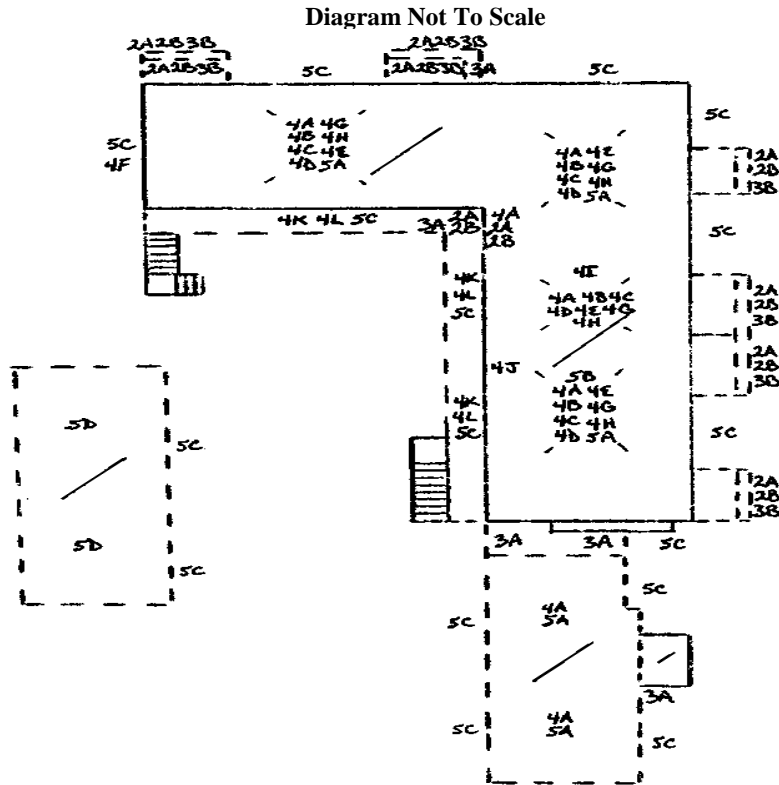 Diagram Not To Scale
2A2B3B 2A2B3B
2A2B3B 5C 2A2B3B 3A 5C
5C
4A 4G
4B 4H
4C 4E
4D 5A
4A 4E
4B 4G
4C 4H
4D 5A
2A
2B
3B
5C
4F
4K 4L 5C 3A 2A 4A
2B 2A
2B
5C
4K
4L
5C
4I
4A 4B 4C
4D 4E 4G
4H
2A
2B
3B
2A
2B
3B
4J
5B
4A 4E
4B 4G
4C 4H
4D 5A
4K
4L
5C
5C
5D
5C
5D
5C
2A
2B
3B
3A 3A 5C
5C
4A
5A
5C
3A
4A
5A
5C
5C